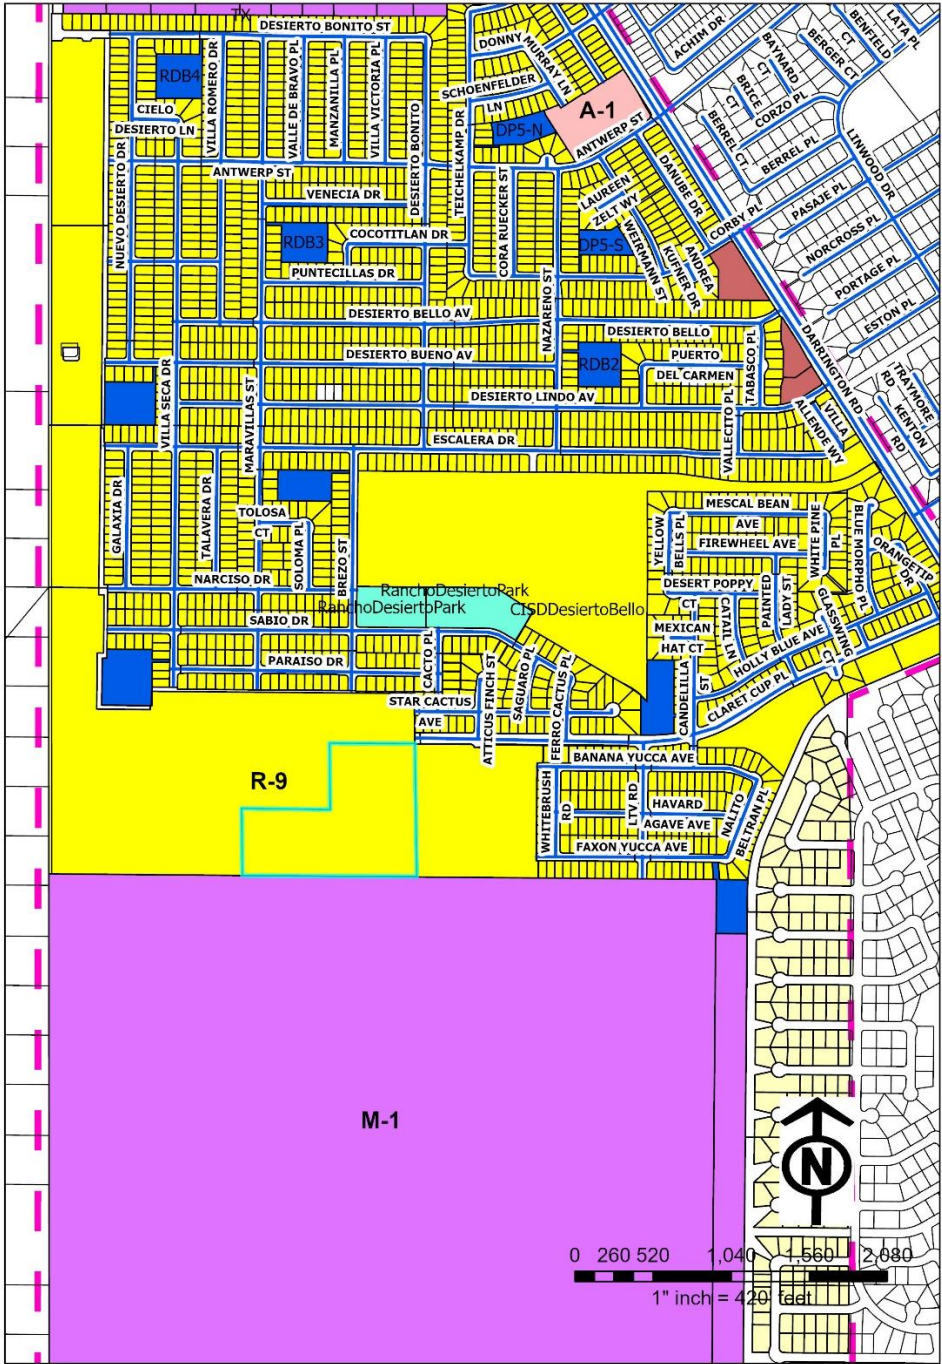 TX
DESIERTO BONITO ST
RDB4
VILLA ROMERO DR
VALLE DE BRAVO PL
MANZANILLA PL
VILLA VICTORIA PL
DESIERTO BONITO
CIELO
DESIERTO LN
NUEVO DESIERTO DR
ANTWERP ST
VENECIA DR
RDB3
COCOTITLAN DR
PUNTECILLAS DR
DONNY
MURRAY LN
SCHOENFELDER
LN
TEICHELKAMP DR
DP5-N
A-1
ANTWERP ST
CORA RUECKER ST
LAUREEN
ZELT WY
DP5-S
WEIRMANN ST
KUFNER DR
ANDREA
DANUBE DR
CORBY PL
NAZARENO ST
ACHIM DR
BERREL CT
BRICE
CT
BAYNARD
CT
BERGER CT
BENFIELD
CT
LATA PL
CORZO PL
BERREL PL
LINWOOD DR
PASAJE PL
NORCROSS PL
PORTAGE PL
ESTON PL
DARRINGTON RD
TRAYMORE
RD
KENTON
RD
DESIERTO BELLO AV
DESIERTO BELLO
DESIERTO BUENO AV
RDB2
PUERTO
DEL CARMEN
TABASCO PL
VILLA SECA DR
MARAVILLAS ST
DESIERTO LINDO AV
VALLECITO PL
VILLA
ALLENDE WY
ESCALERA DR
GALAXIA DR
TALAVERA DR
TOLOSA
CT
SOLOMA PL
BREZO ST
NARCISO DR
SABIO DR
PARAISO DR
RanchoDesiertoPark
RanchoDesiertoPark
CISDDesiertoBello
MESCAL BEAN
AVE
FIREWHEEL AVE
YELLOW
BELLS PL
WHITE PINE
PL
BLUE MORPHO PL
ORANGETIP
DR
DESERT POPPY
CT
PAINTED
LADY ST
CATTAIL LN
GLASSWING
CT
MEXICAN
HAT CT
HOLLY BLUE AVE
CANDELILLA
ST
CLARET CUP PL
CACTO PL
STAR CACTUS
AVE
ATTICUS FINCH ST
SAGUARO PL
FERRO CACTUS PL
BANANA YUCCA AVE
R-9
WHITEBRUSH
RD
LTV RD
HAVARD
AGAVE AVE
NALITO
BELTRAN PL
FAXON YUCCA AVE
M-1
N
0 260 520 1,040 1,560 2,080
1" inch = 420' feet